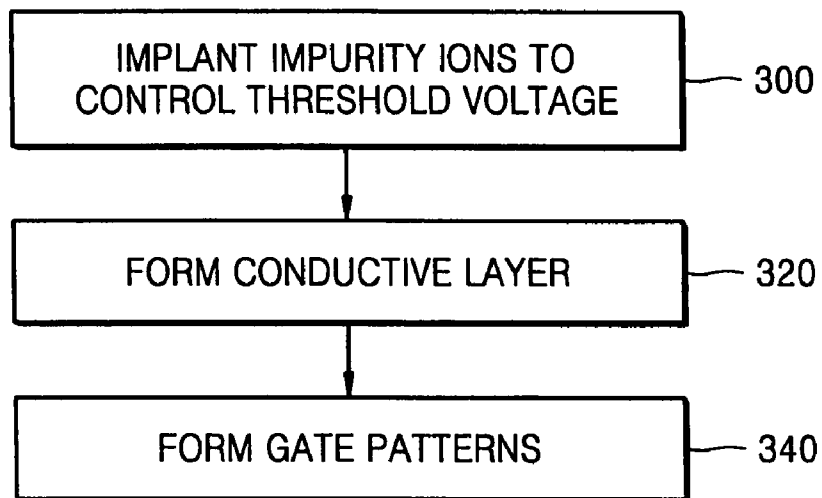 IMPLANT IMPURITY IONS TO
CONTROL THRESHOLD VOLTAGE
300
FORM CONDUCTIVE LAYER
320
FORM GATE PATTERNS
340